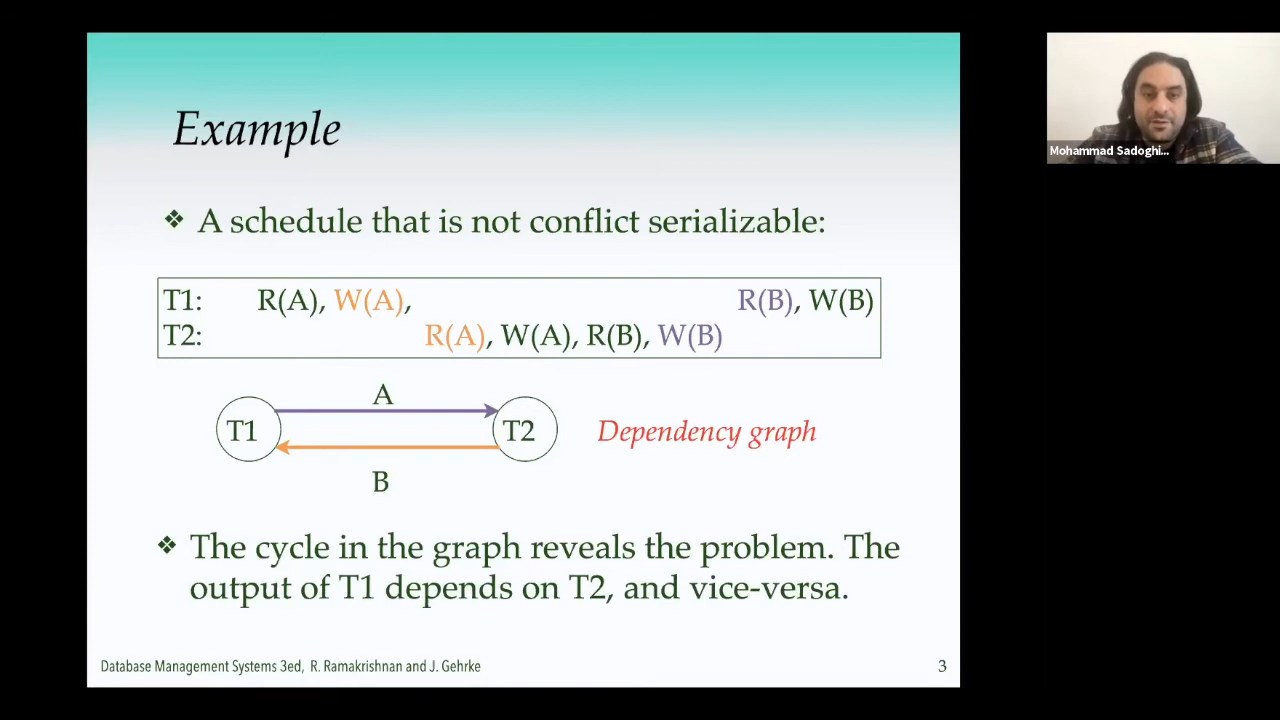 Example
❖ A schedule that is not conflict serializable:
T1: R(A), W(A), R(B), W(B)
T2: R(A), W(A), R(B), W(B)
A
T1 T2 Dependency graph
B
❖ The cycle in the graph reveals the problem. The
output of T1 depends on T2, and vice-versa.
Database Management Systems 3ed, R. Ramakrishnan and J. Gehrke 3
Mohammad Sadoghi...